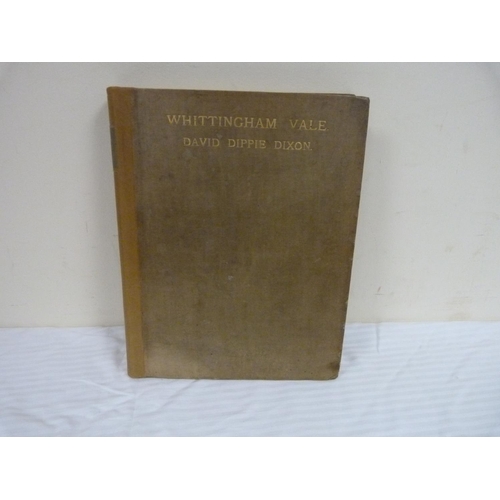 WHITTINGHAM VALE
DAVID DIPPIE DIXON.